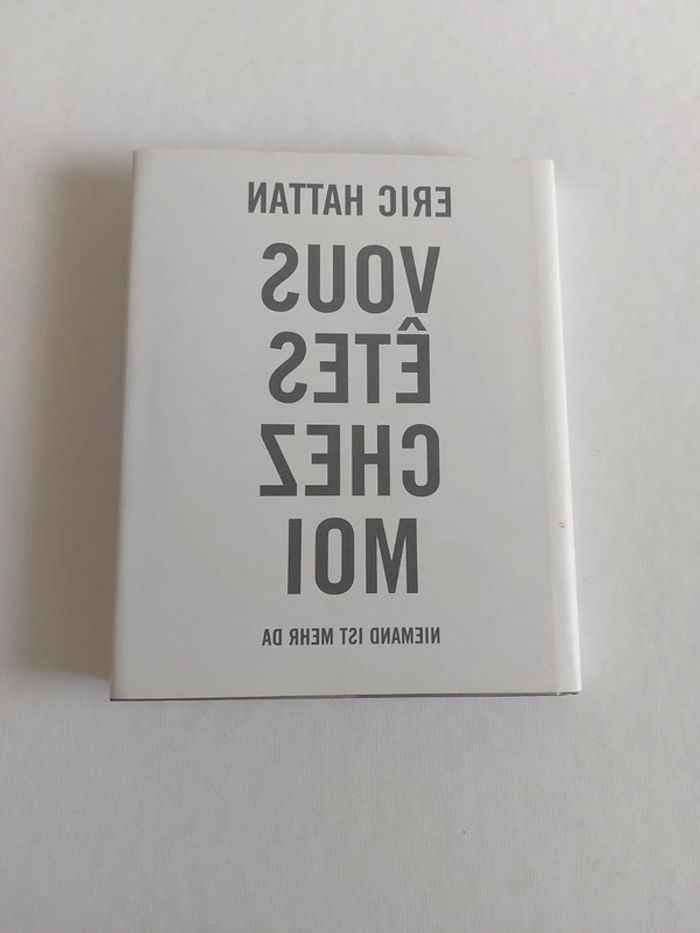 ERIC HATTAN
VOUS
ÊTES
CHEZ
MOI
NIEMAND IST MEHR DA